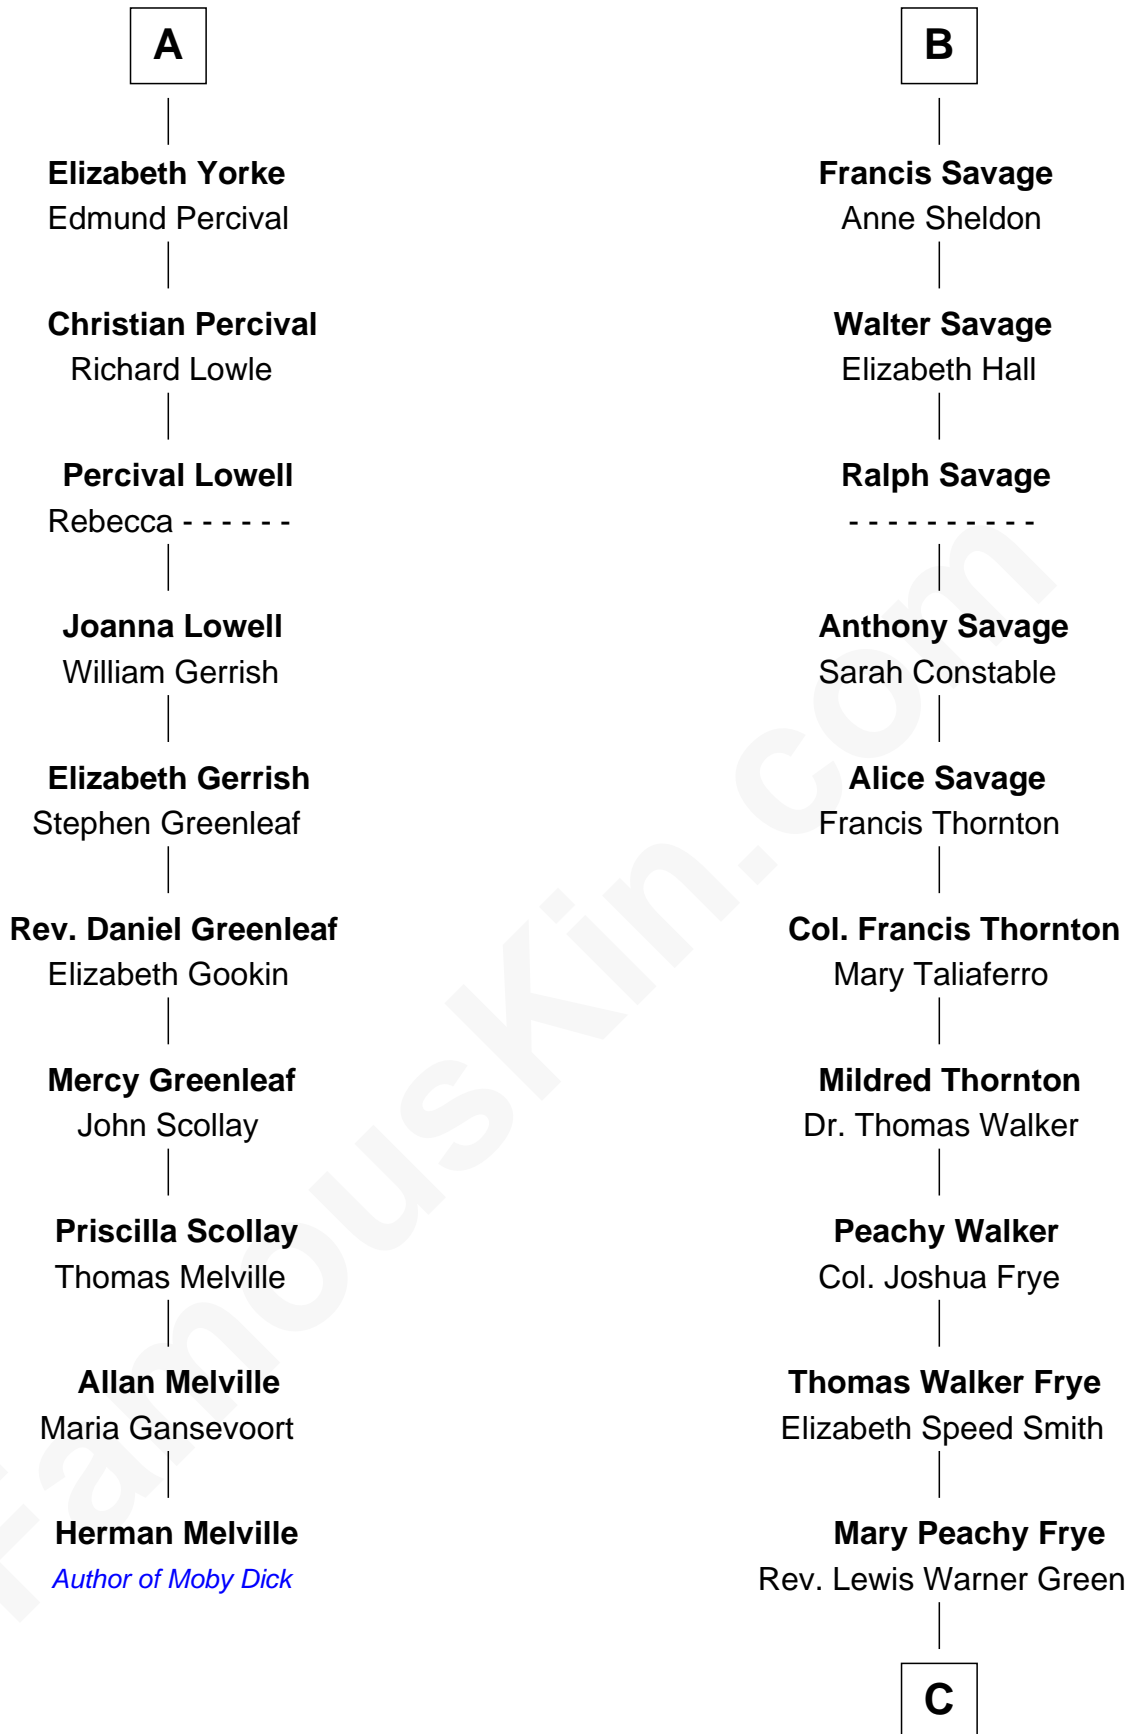 A
Elizabeth Yorke
Edmund Percival
Christian Percival
Richard Lowle
Percival Lowell
Rebecca - - - - - -
Joanna Lowell
William Gerrish
Elizabeth Gerrish
Stephen Greenleaf
Rev. Daniel Greenleaf
Elizabeth Gookin
Mercy Greenleaf
John Scollay
Priscilla Scollay
Thomas Melville
Allan Melville
Maria Gansevoort
Herman Melville
Author of Moby Dick
B
Francis Savage
Anne Sheldon
Walter Savage
Elizabeth Hall
Ralph Savage
- - - - - - - - - -
Anthony Savage
Sarah Constable
Alice Savage
Francis Thornton
Col. Francis Thornton
Mary Taliaferro
Mildred Thornton
Dr. Thomas Walker
Peachy Walker
Col. Joshua Frye
Thomas Walker Frye
Elizabeth Speed Smith
Mary Peachy Frye
Rev. Lewis Warner Green
C
FamousKin.com